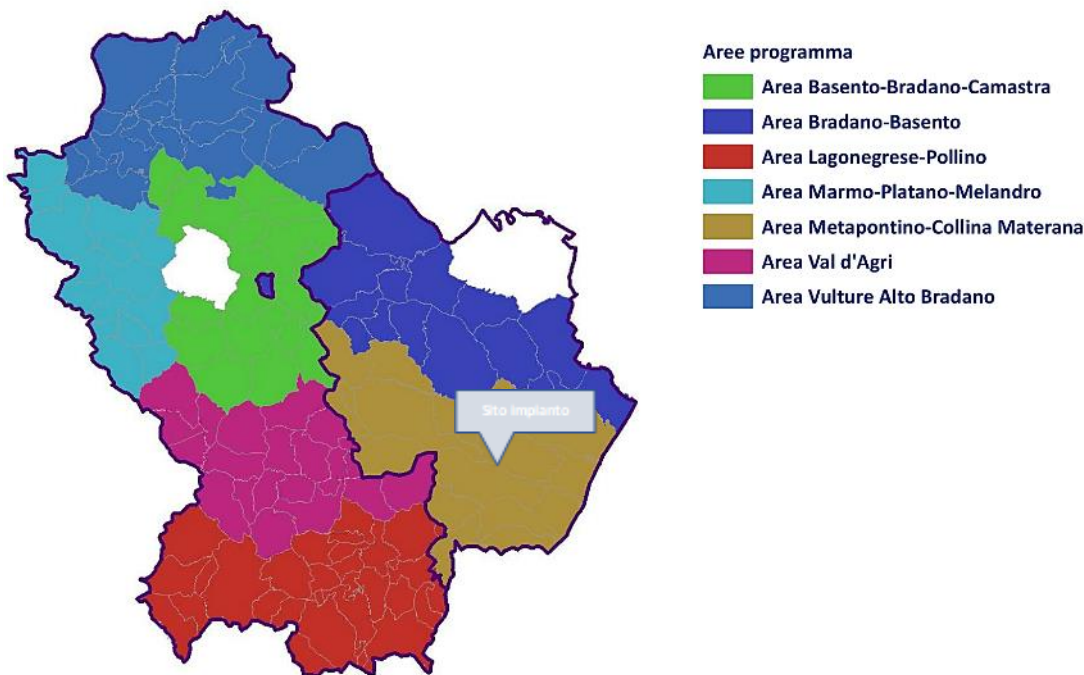 Aree programma
Area Basento-Bradano-Camastra
Area Bradano-Basento
Area Lagonegrese-Pollino
Area Marmo-Platano-Melandro
Area Metapontino-Collina Materana
Area Val d'Agri
Area Vulture Alto Bradano
Sito Impianto